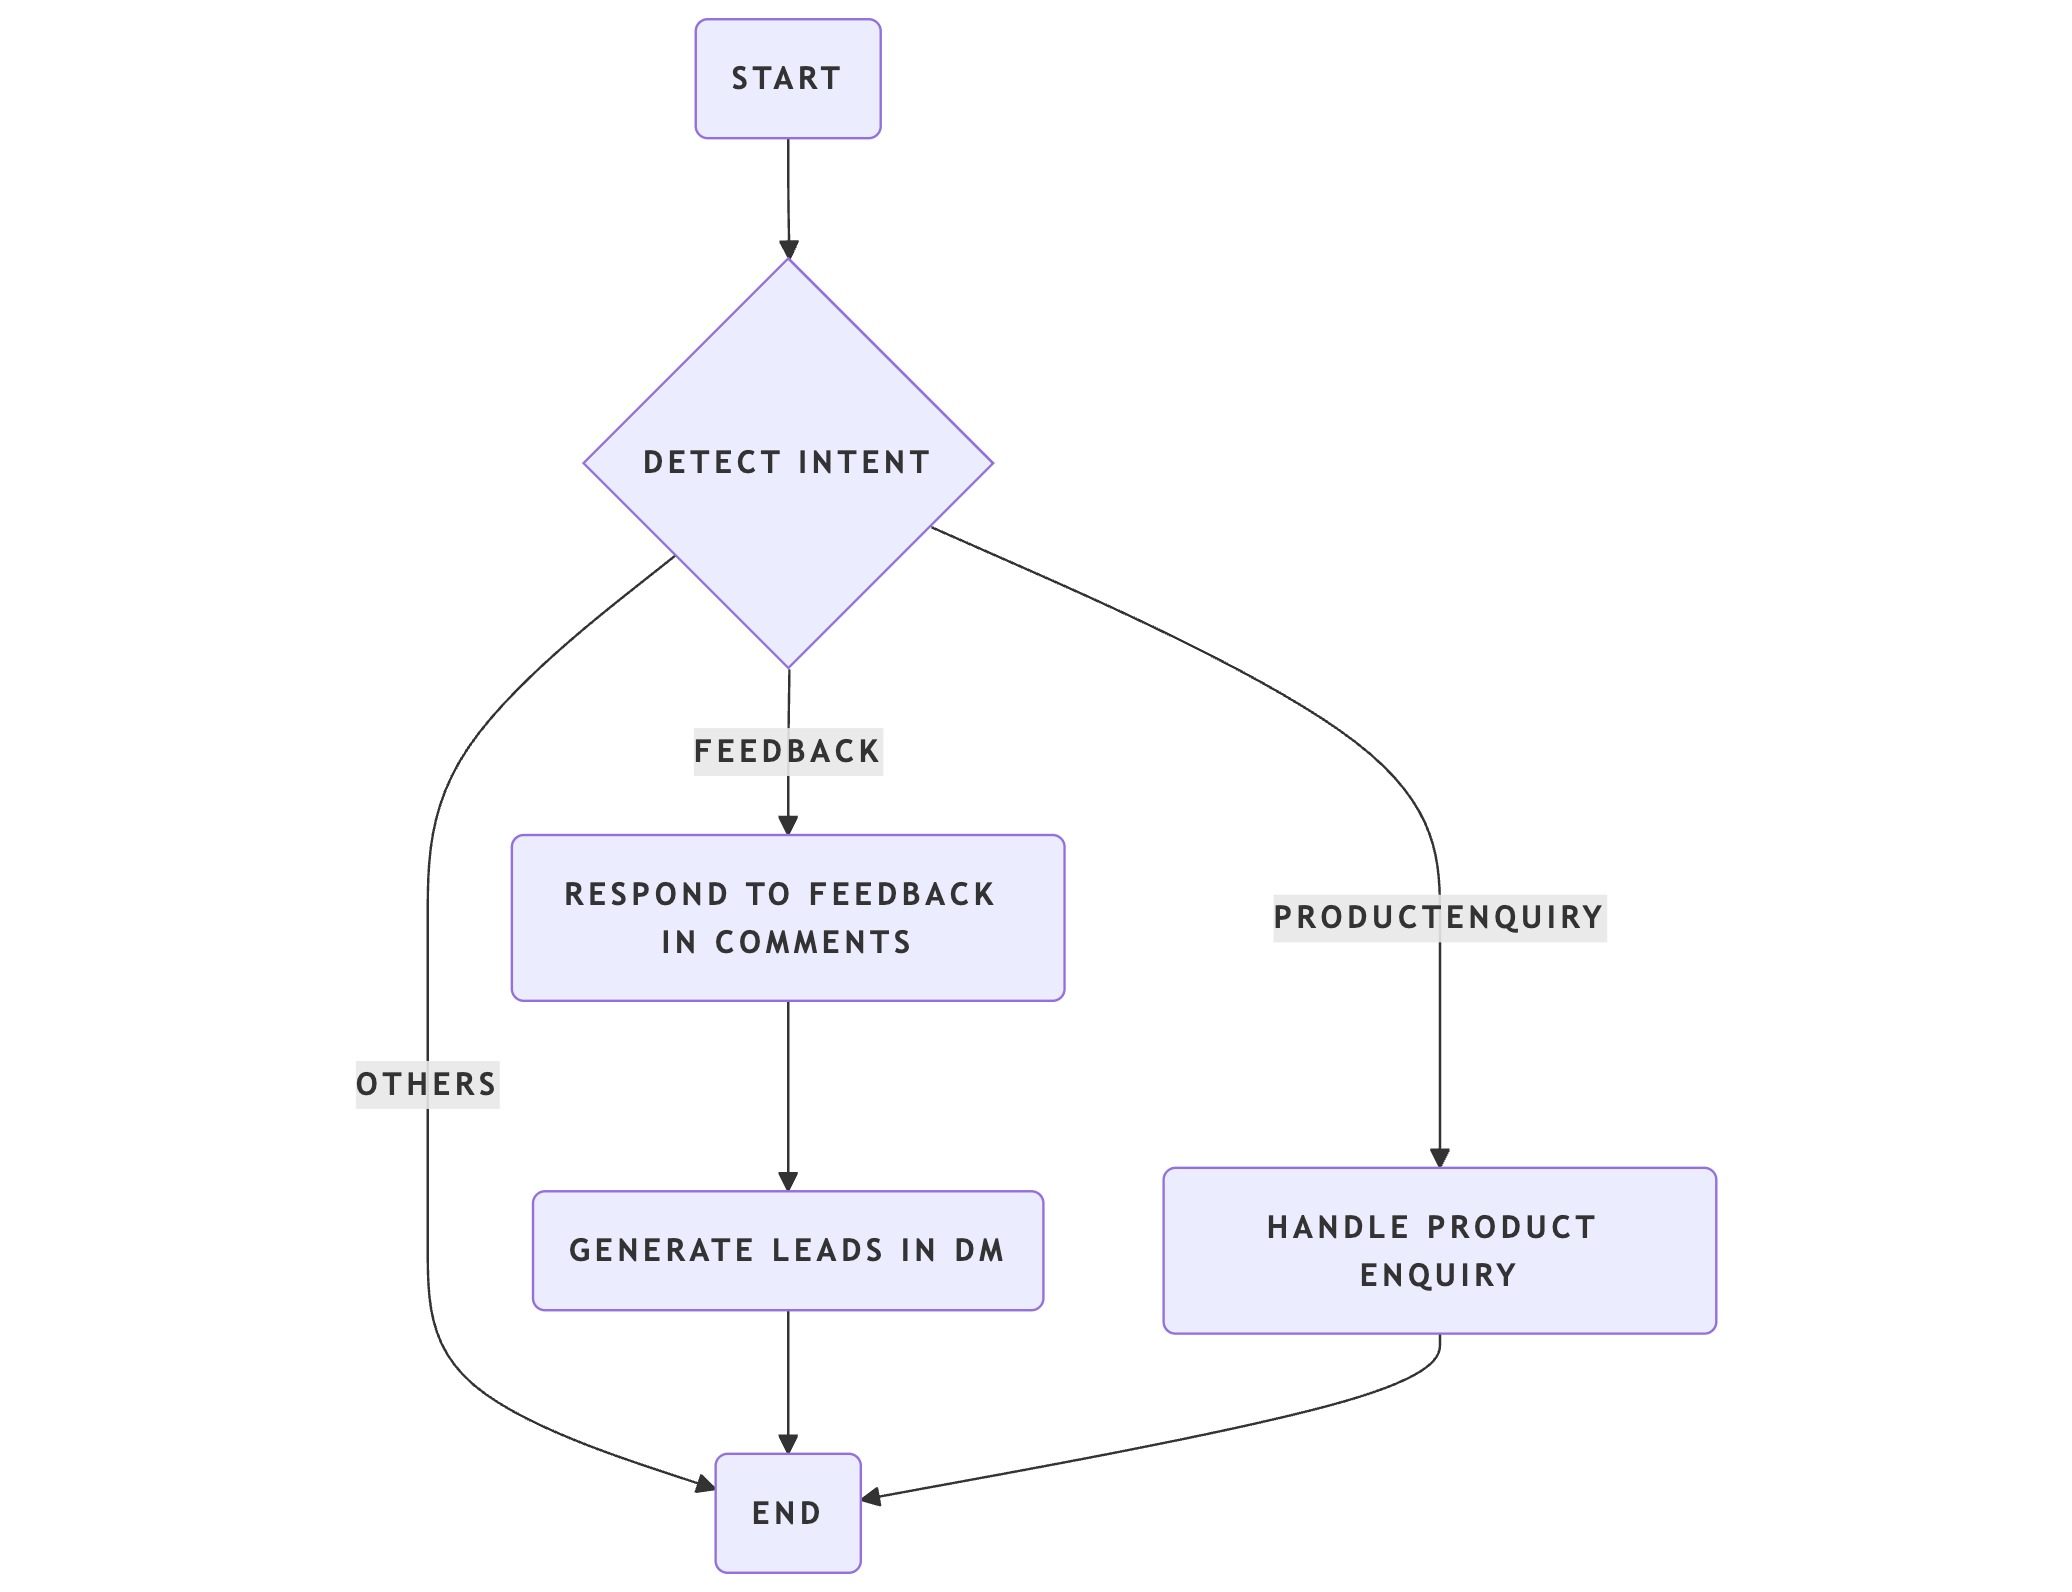 START
DETECT INTENT
FEEDBACK
RESPOND TO FEEDBACK
IN COMMENTS
PRODUCTENQUIRY
OTHERS
GENERATE LEADS IN DM
HANDLE PRODUCT
ENQUIRY
END